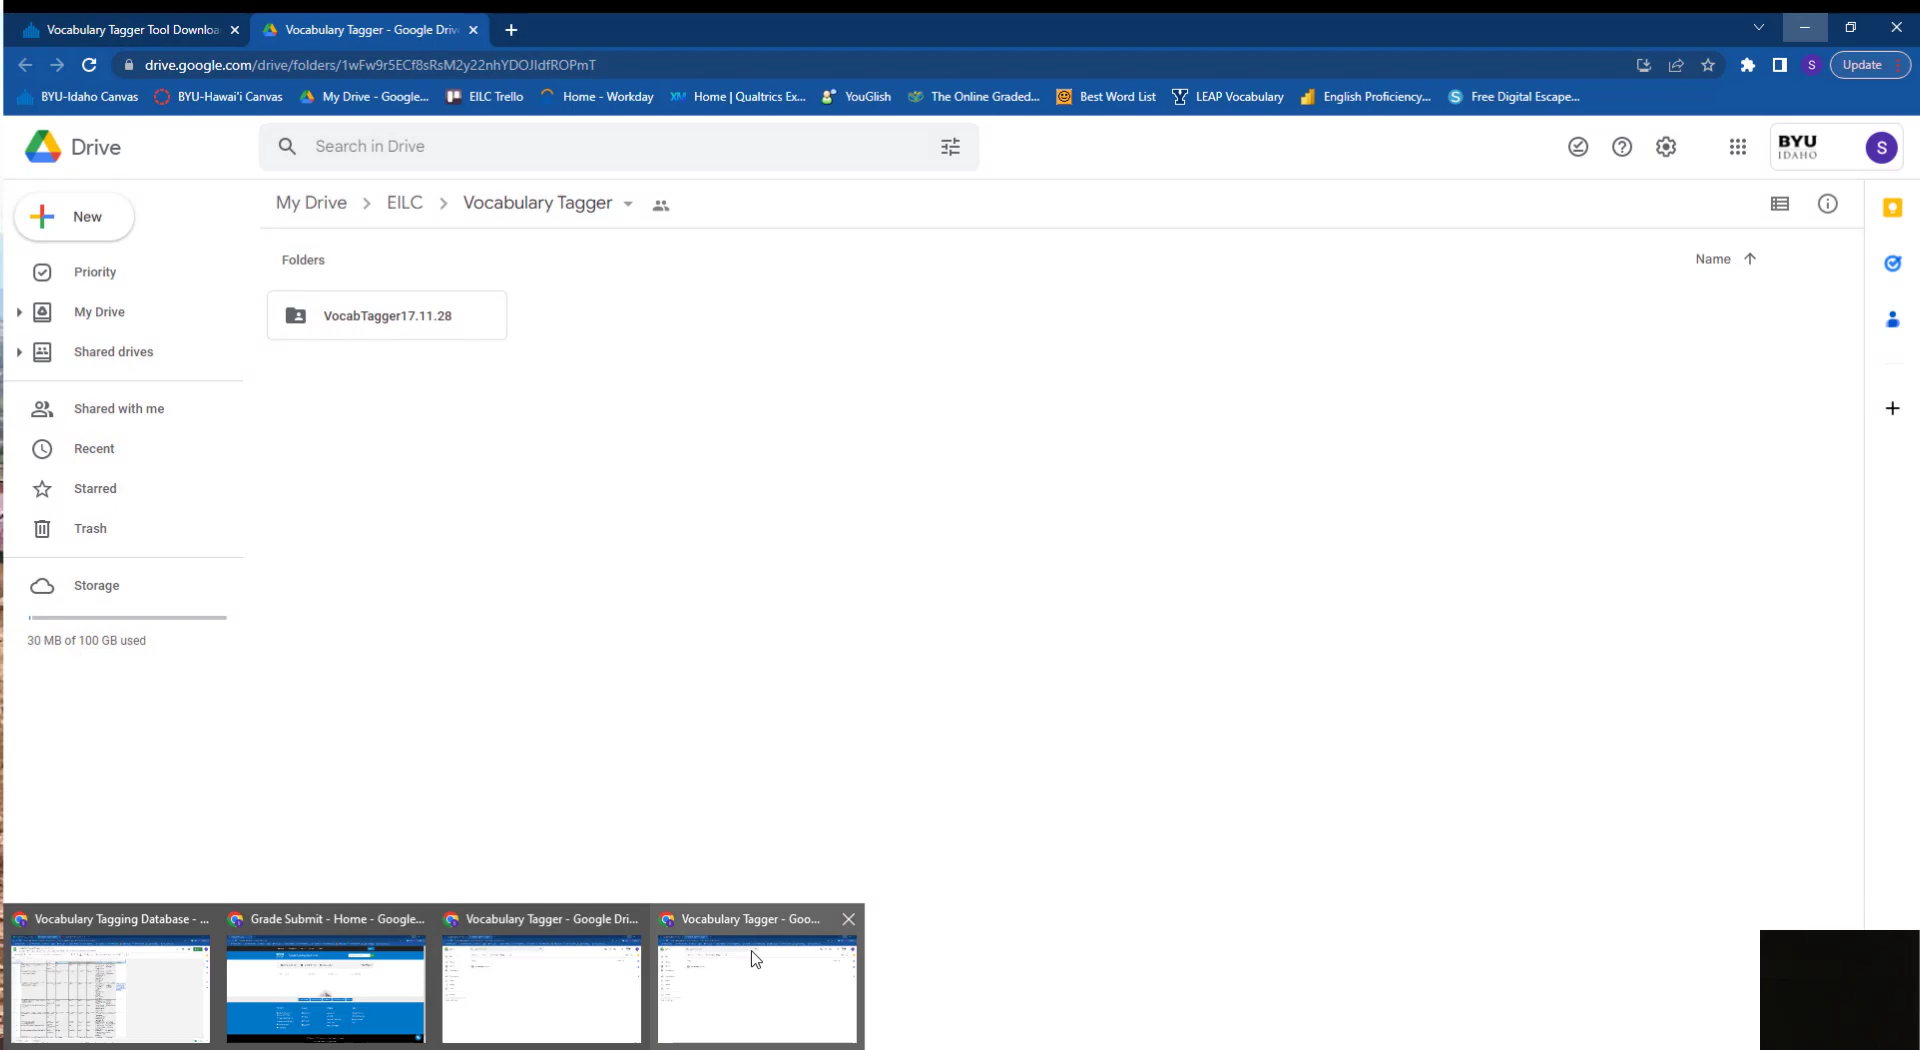 Vocabulary Tagger Tool Downloa
Vocabulary Tagger - Google Driv
drive.google.com/drive/folders/1wFw9r5ECf8sRsM2y22nhYDOJIdfROPmT
S
Update
BYU-Idaho Canvas
BYU-Hawai'i Canvas
My Drive - Google...
EILC Trello
Home - Workday
XM
Home | Qualtrics Ex...
YouGlish
The Online Graded...
Best Word List
LEAP Vocabulary
English Proficiency...
Free Digital Escape...
Drive
Search in Drive
BYU
IDAHO
S
New
My Drive
EILC
Vocabulary Tagger
Folders
Name
Priority
VocabTagger17.11.28
My Drive
Shared drives
Shared with me
Recent
Starred
Trash
Storage
30 MB of 100 GB used
Vocabulary Tagging Database - ...
Grade Submit - Home - Google...
Vocabulary Tagger - Google Dri...
Vocabulary Tagger - Goo...